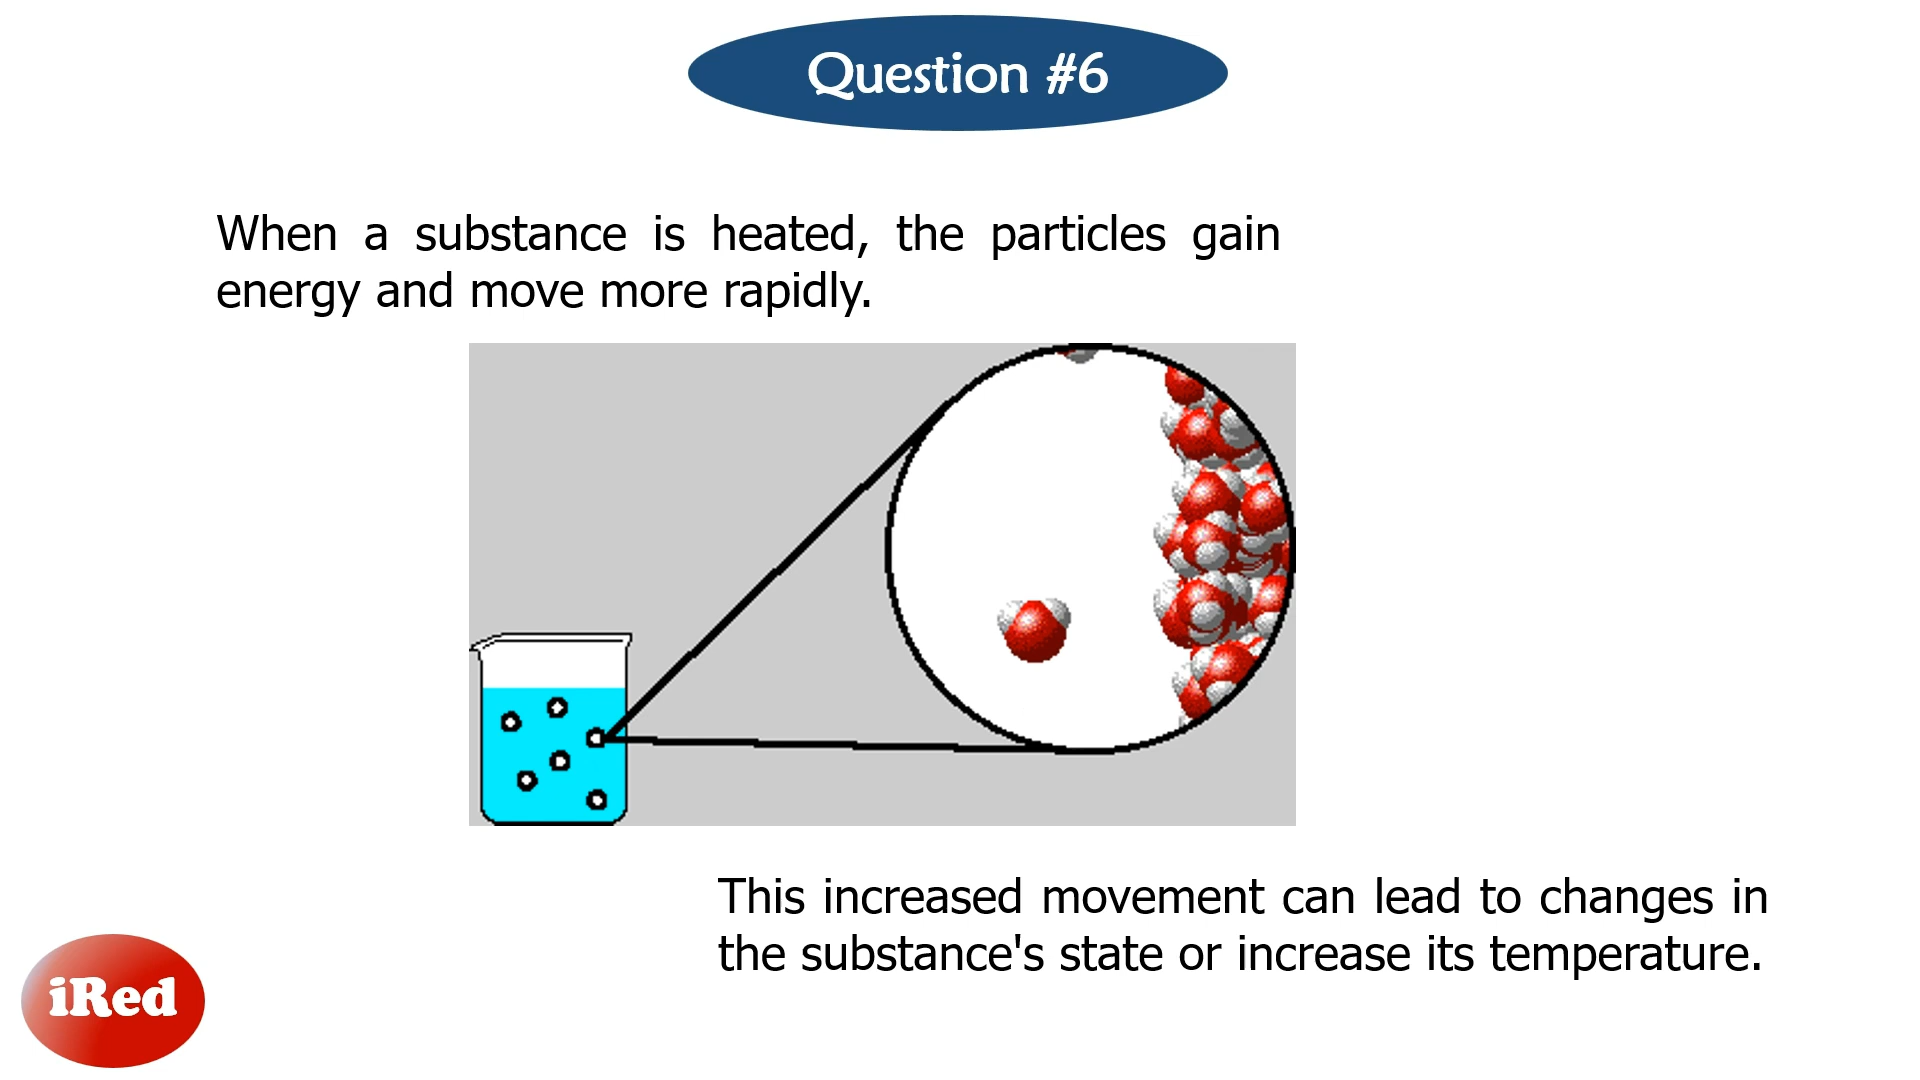 Question #6
When a substance is heated, the particles gain
energy and move more rapidly.
This increased movement can lead to changes in
the substance's state or increase its temperature.
iRed